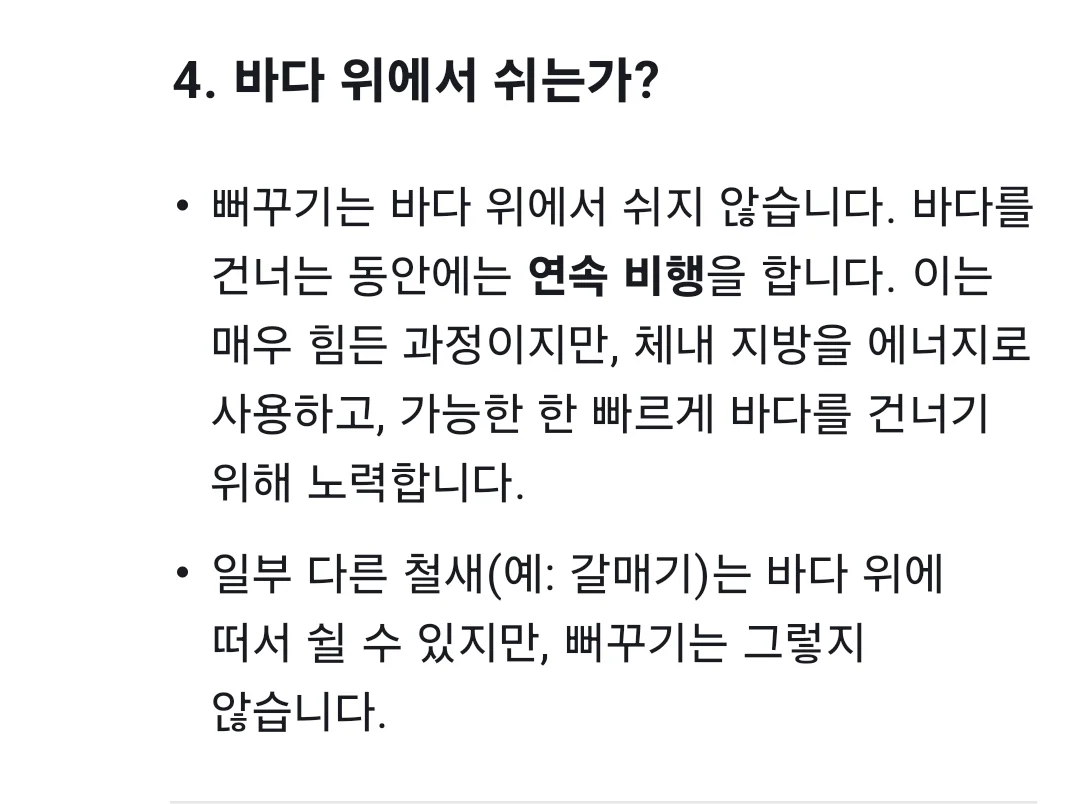 4. 바다 위에서 쉬는가?
• 뻐꾸기는 바다 위에서 쉬지 않습니다. 바다를
건너는 동안에는 연속 비행을 합니다. 이는
매우 힘든 과정이지만, 체내 지방을 에너지로
사용하고, 가능한 한 빠르게 바다를 건너기
위해 노력합니다.
• 일부 다른 철새(예: 갈매기)는 바다 위에
떠서 쉴 수 있지만, 뻐꾸기는 그렇지
않습니다.